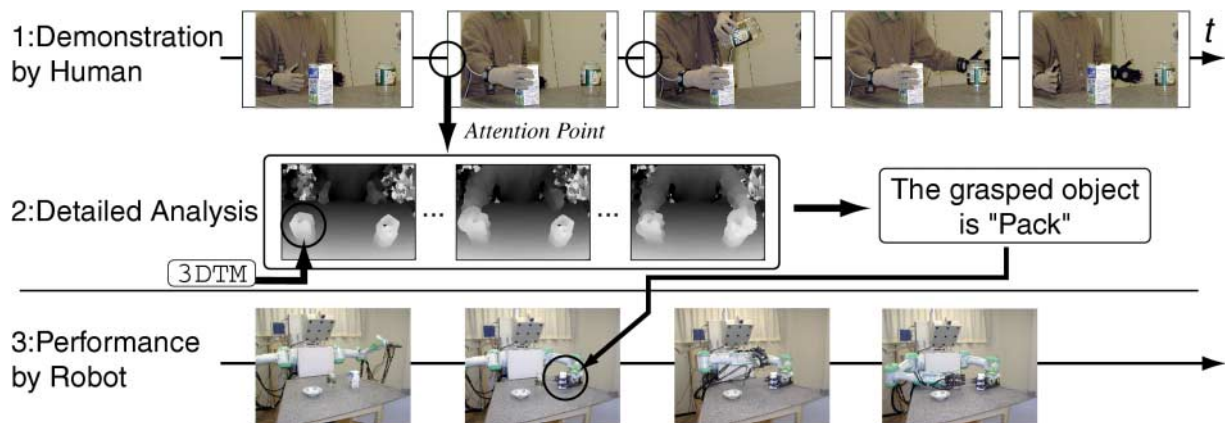 1:Demonstration
by Human
t
Attention Point
2:Detailed Analysis
...
...
The grasped object
is "Pack"
3DTM
3:Performance
by Robot